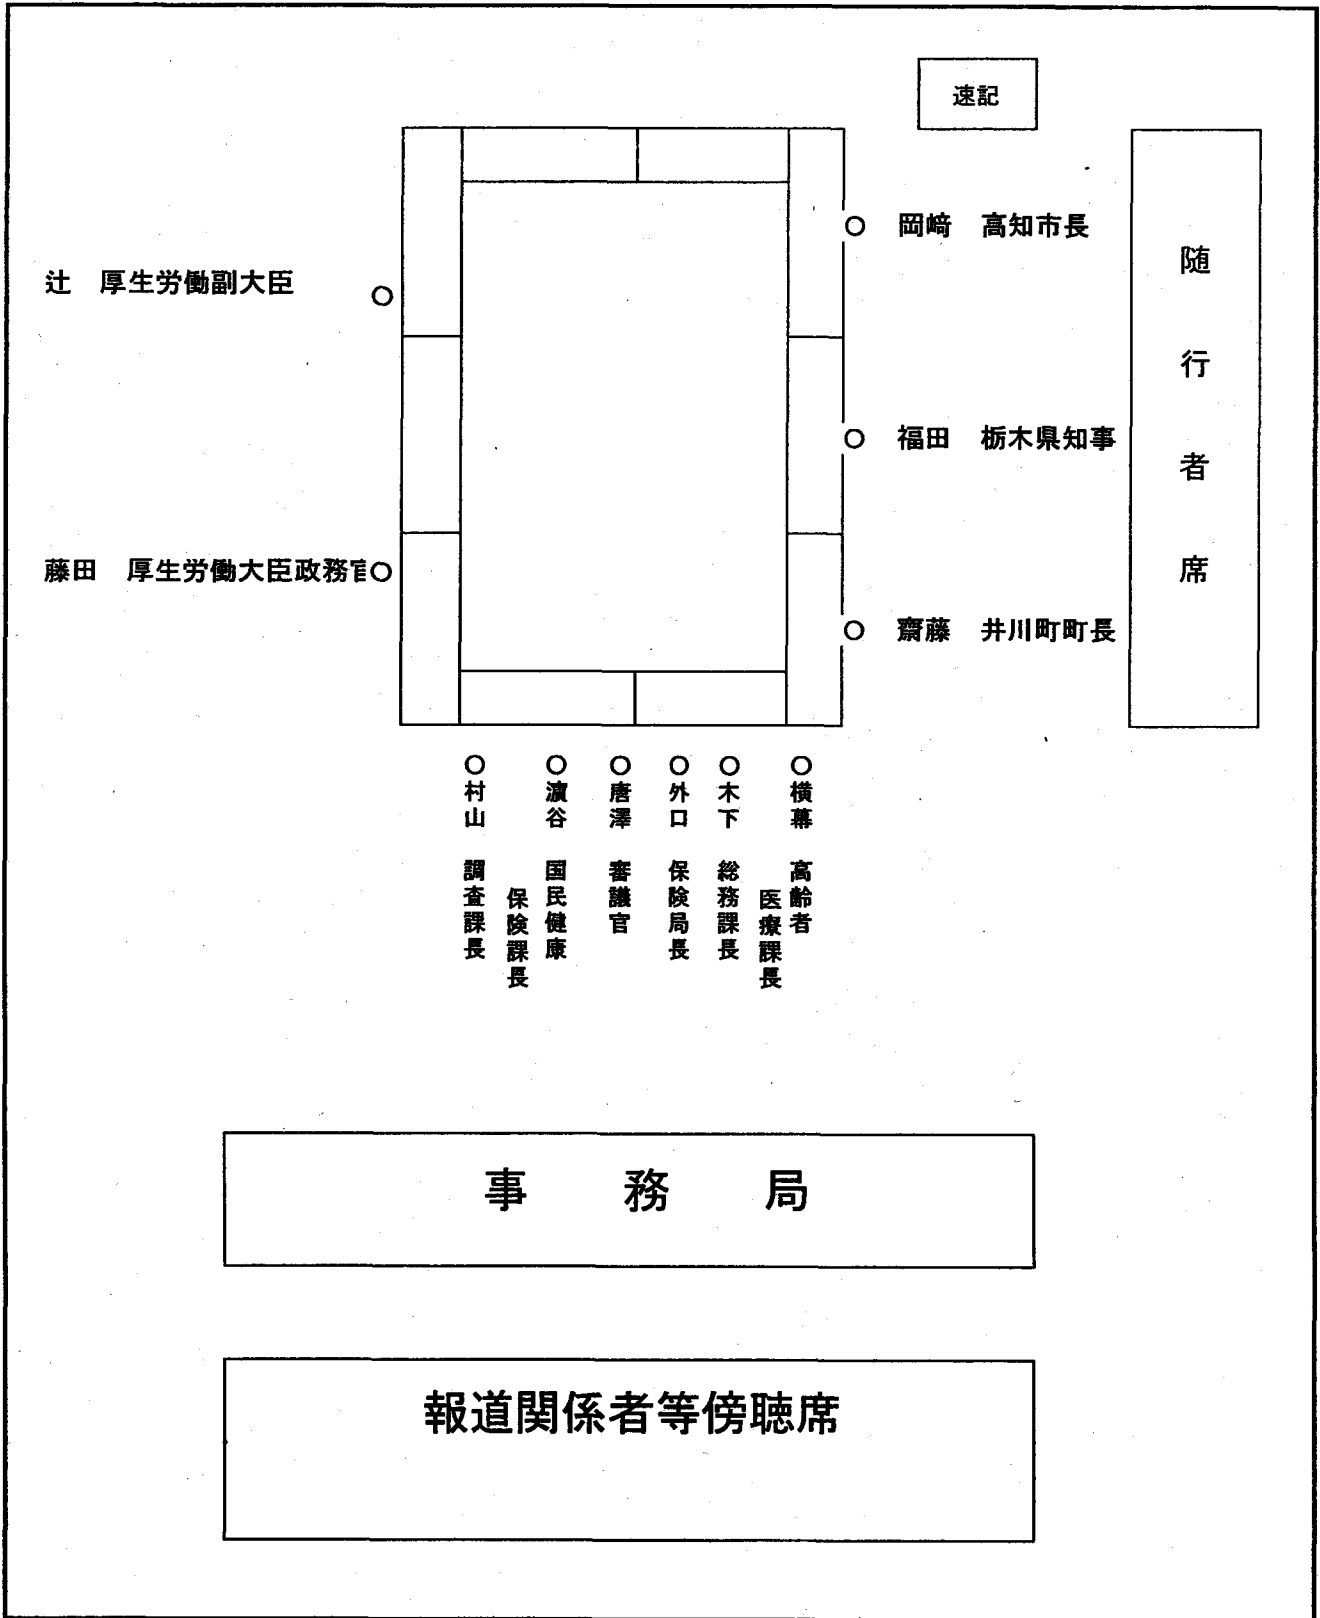 速記
岡﨑　高知市長
辻　厚生労働副大臣
福田　栃木県知事
藤田　厚生労働大臣政務官
齋藤　井川町町長
随行者席
村山　調査課長
濵谷　国民健康
保険課長
唐澤　審議官
外口　保険局長
木下　総務課長
横幕　高齢者
医療課長
事　務　局
報道関係者等傍聴席